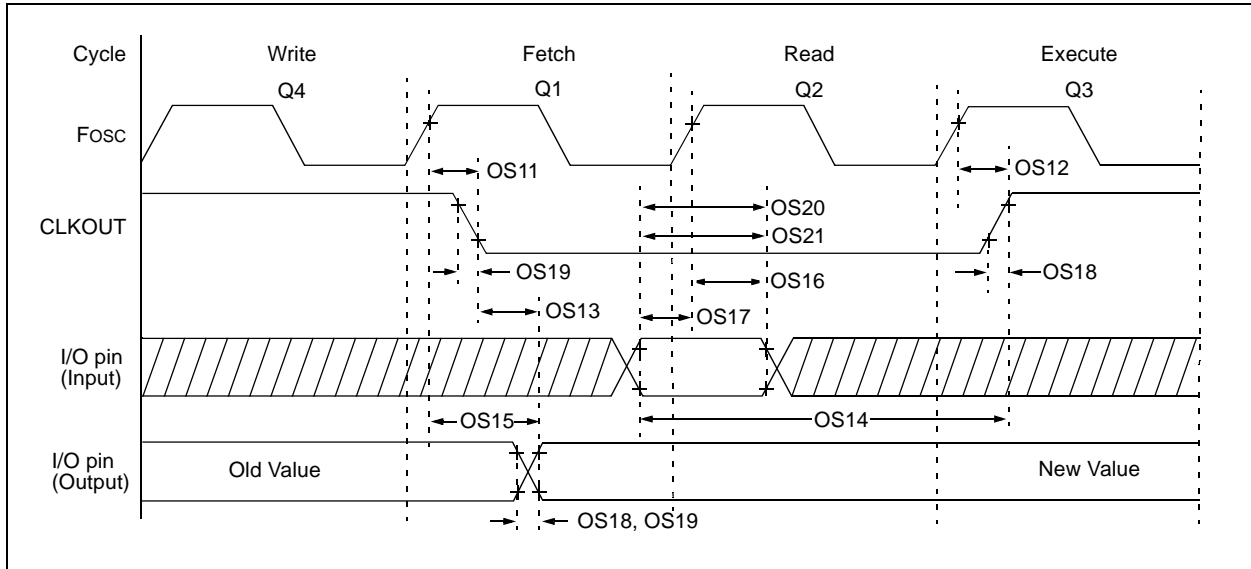 Cycle Write Fetch Read Execute
Q4 Q1 Q2 Q3
FOSC
OS11 OS12
OS20
CLKOUT
OS21
OS19 OS18
OS16
OS13 OS17
I/O pin
(Input)
OS15 OS14
I/O pin
(Output)
Old Value New Value
OS18, OS19